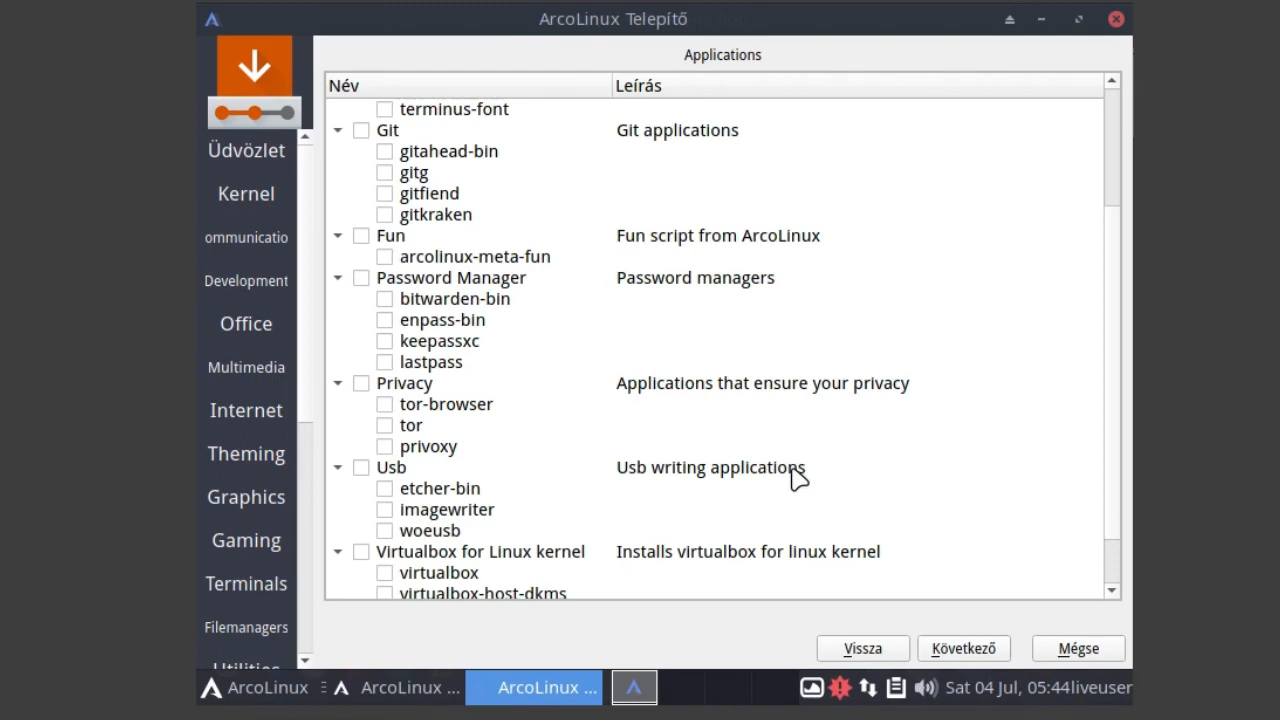 ArcoLinux Telepítő
Applications
Név Leírás
terminus-font
Git Git applications
gitahead-bin
gitg
gitfiend
gitkraken
Fun Fun script from ArcoLinux
arcolinux-meta-fun
Password Manager Password managers
bitwarden-bin
enpass-bin
keepassxc
lastpass
Privacy Applications that ensure your privacy
tor-browser
tor
privoxy
Usb Usb writing applications
etcher-bin
imagewriter
woeusb
Virtualbox for Linux kernel Installs virtualbox for linux kernel
virtualbox
virtualbox-host-dkms
Üdvözlet
Kernel
ommunicatio
Development
Office
Multimedia
Internet
Theming
Graphics
Gaming
Terminals
Filemanagers
Utilities
Vissza Következő Mégse
ArcoLinux ArcoLinux ... ArcoLinux ... Sat 04 Jul, 05:44 liveuser